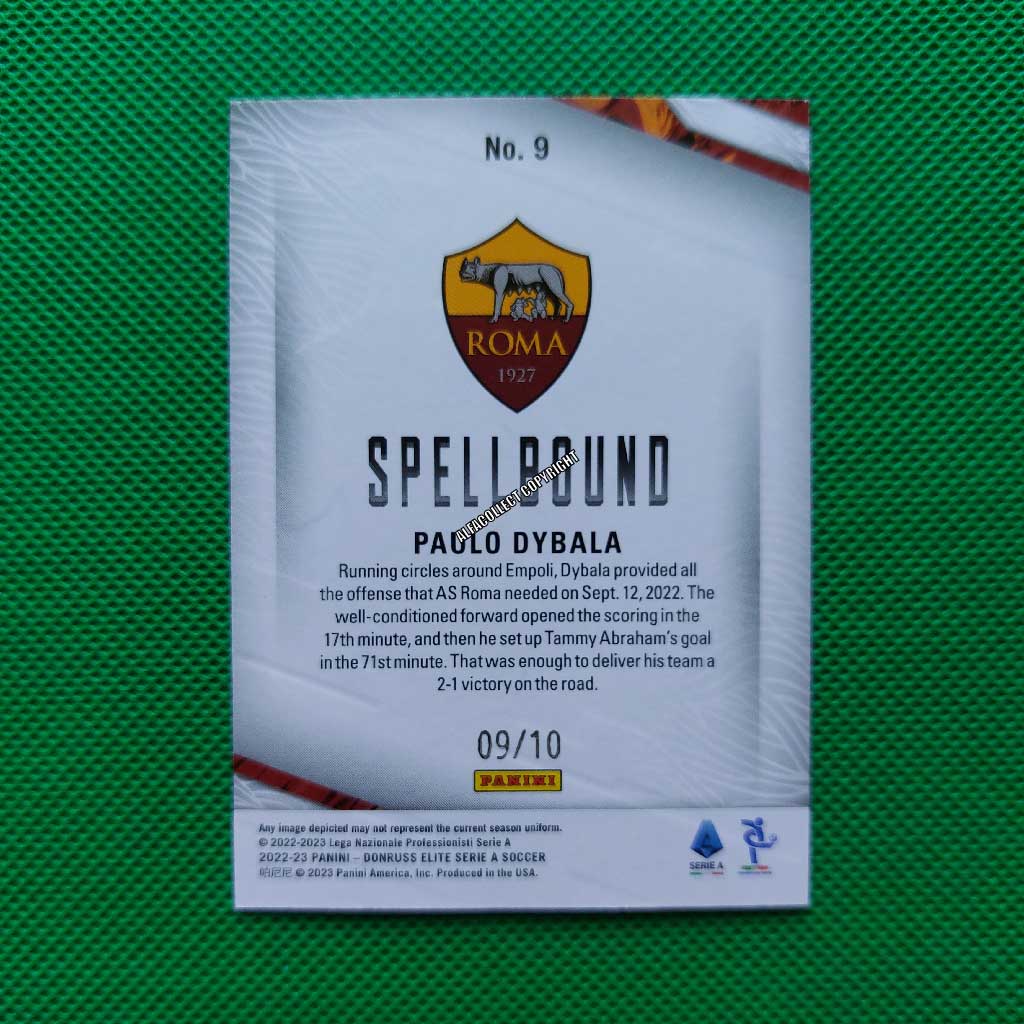 No. 9
ROMA
1927
SPELLBOUND
ALFACOLLECT COPYRIGHT
PAULO DYBALA
Running circles around Empoli, Dybala provided all
the offense that AS Roma needed on Sept. 12, 2022. The
well-conditioned forward opened the scoring in the
17th minute, and then he set up Tammy Abraham's goal
in the 71st minute. That was enough to deliver his team a
2-1 victory on the road.
09/10
PANINI
Any image depicted may not represent the current season uniform.
© 2022-2023 Lega Nazionale Professionisti Serie A
2022-23 PANINI – DONRUSS ELITE SERIE A SOCCER
帕尼尼 © 2023 Panini America, Inc. Produced in the USA.
SERIE A